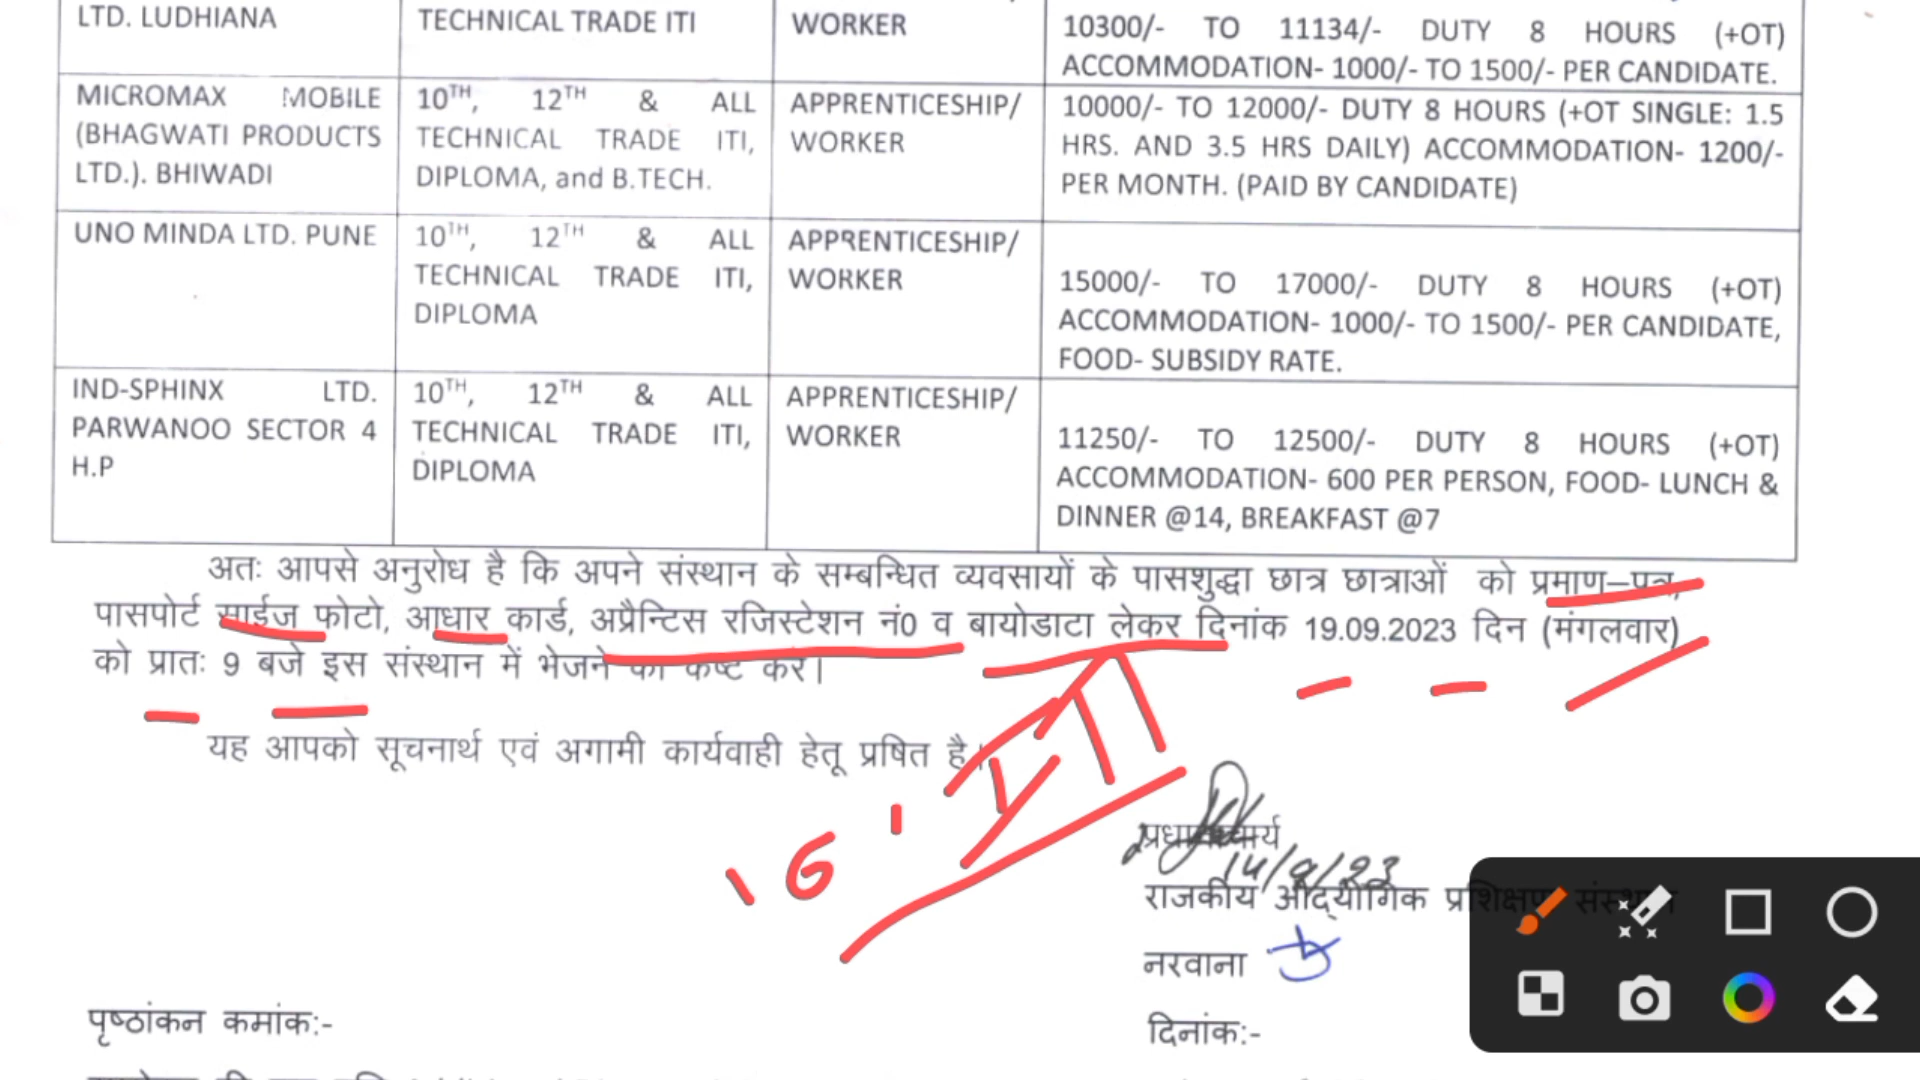 LTD. LUDHIANA
TECHNICAL TRADE ITI
WORKER
10300/- TO 11134/- DUTY 8 HOURS (+OT)
ACCOMMODATION- 1000/- TO 1500/- PER CANDIDATE.
MICROMAX MOBILE
(BHAGWATI PRODUCTS
LTD.). BHIWADI
10TH, 12TH & ALL
TECHNICAL TRADE ITI,
DIPLOMA, and B.TECH.
APPRENTICESHIP/
WORKER
10000/- TO 12000/- DUTY 8 HOURS (+OT SINGLE: 1.5
HRS. AND 3.5 HRS DAILY) ACCOMMODATION- 1200/-
PER MONTH. (PAID BY CANDIDATE)
UNO MINDA LTD. PUNE
10TH, 12TH & ALL
TECHNICAL TRADE ITI,
DIPLOMA
APPRENTICESHIP/
WORKER
15000/- TO 17000/- DUTY 8 HOURS (+OT)
ACCOMMODATION- 1000/- TO 1500/- PER CANDIDATE,
FOOD- SUBSIDY RATE.
IND-SPHINX LTD.
PARWANOO SECTOR 4
H.P
10TH, 12TH & ALL
TECHNICAL TRADE ITI,
DIPLOMA
APPRENTICESHIP/
WORKER
11250/- TO 12500/- DUTY 8 HOURS (+OT)
ACCOMMODATION- 600 PER PERSON, FOOD- LUNCH &
DINNER @14, BREAKFAST @7
अतः आपसे अनुरोध है कि अपने संस्थान के सम्बन्धित व्यवसायों के पासशुद्धा छात्र छात्राओं को प्रमाण–पत्र,
पासपोर्ट साईज फोटो, आधार कार्ड, अप्रैन्टिस रजिस्टेशन नं0 व बायोडाटा लेकर दिनांक 19.09.2023 दिन (मंगलवार)
को प्रातः 9 बजे इस संस्थान में भेजने का कष्ट करें।
यह आपको सूचनार्थ एवं अगामी कार्यवाही हेतू प्रषित है।
प्रधानाचार्य
14/9/23
राजकीय औद्योगिक प्रशिक्षण संस्थान
नरवाना
पृष्ठांकन कमांक:-
दिनांक:-